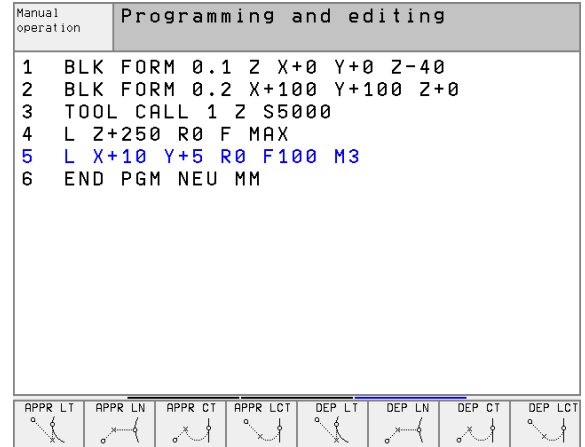 Manual
operation
Programming and editing
1 BLK FORM 0.1 Z X+0 Y+0 Z-40
2 BLK FORM 0.2 X+100 Y+100 Z+0
3 TOOL CALL 1 Z S5000
4 L Z+250 R0 F MAX
5 L X+10 Y+5 R0 F100 M3
6 END PGM NEU MM
APPR LT APPR LN APPR CT APPR LCT DEP LT DEP LN DEP CT DEP LCT